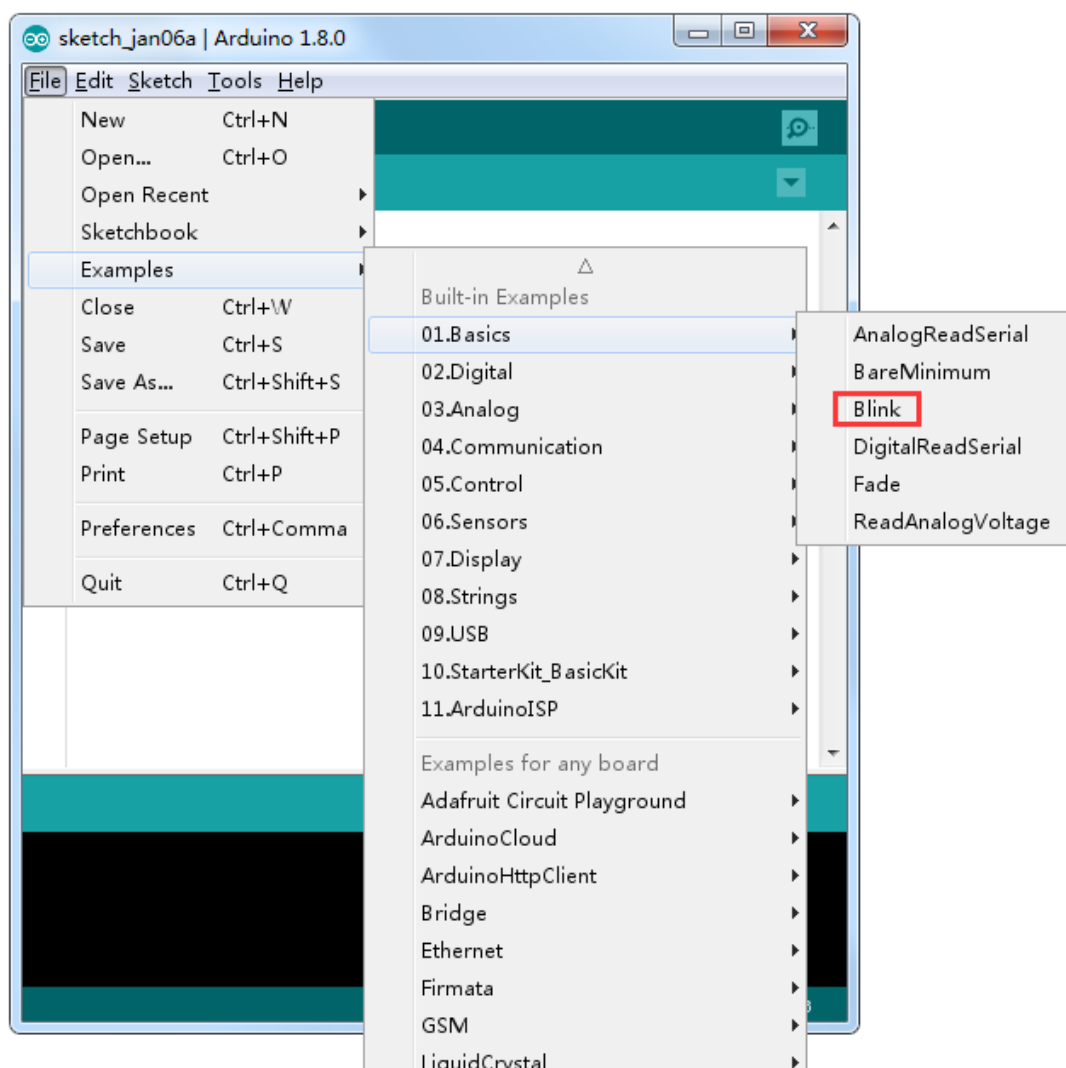 sketch_jan06a | Arduino 1.8.0
File Edit Sketch Tools Help
New Ctrl+N
Open... Ctrl+O
Open Recent
Sketchbook
Examples
Close Ctrl+W
Save Ctrl+S
Save As... Ctrl+Shift+S
Page Setup Ctrl+Shift+P
Print Ctrl+P
Preferences Ctrl+Comma
Quit Ctrl+Q
Built-in Examples
01.Basics
02.Digital
03.Analog
04.Communication
05.Control
06.Sensors
07.Display
08.Strings
09.USB
10.StarterKit_BasicKit
11.ArduinoISP
Examples for any board
Adafruit Circuit Playground
ArduinoCloud
ArduinoHttpClient
Bridge
Ethernet
Firmata
GSM
LiquidCrystal
AnalogReadSerial
BareMinimum
Blink
DigitalReadSerial
Fade
ReadAnalogVoltage